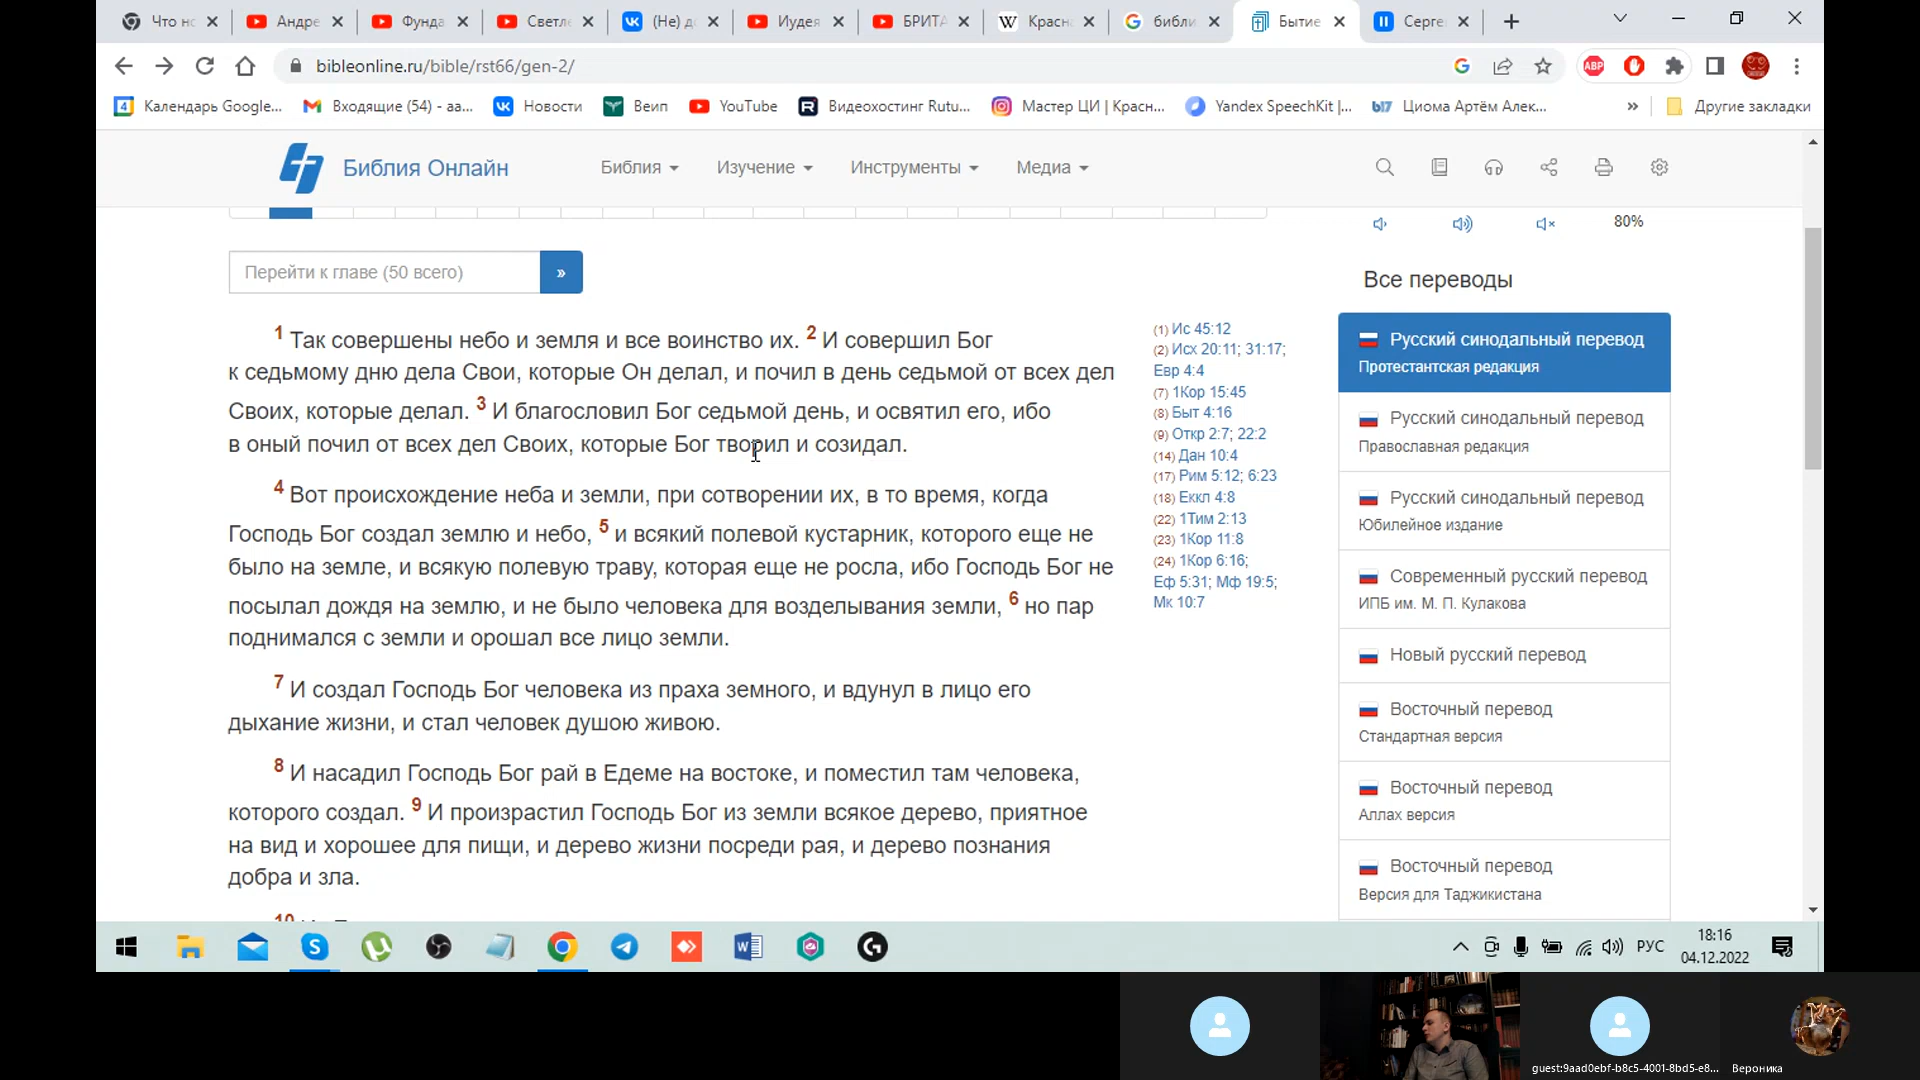 Что нс
Андре
Фунда
Светле
(Не) д
Иудея
БРИТА
Красн
библи
Бытие
Серге
bibleonline.ru/bible/rst66/gen-2/
Календарь Google...
Входящие (54) - aa...
Новости
Веип
YouTube
Видеохостинг Rutu...
Мастер ЦИ | Красн...
Yandex SpeechKit |...
Циома Артём Алек...
»
Другие закладки
Библия Онлайн
Библия
Изучение
Инструменты
Медиа
80%
Перейти к главе (50 всего)
»
1 Так совершены небо и земля и все воинство их. 2 И совершил Бог
к седьмому дню дела Свои, которые Он делал, и почил в день седьмой от всех дел
Своих, которые делал. 3 И благословил Бог седьмой день, и освятил его, ибо
в оный почил от всех дел Своих, которые Бог творил и созидал.
4 Вот происхождение неба и земли, при сотворении их, в то время, когда
Господь Бог создал землю и небо, 5 и всякий полевой кустарник, которого еще не
было на земле, и всякую полевую траву, которая еще не росла, ибо Господь Бог не
посылал дождя на землю, и не было человека для возделывания земли, 6 но пар
поднимался с земли и орошал все лицо земли.
7 И создал Господь Бог человека из праха земного, и вдунул в лицо его
дыхание жизни, и стал человек душою живою.
8 И насадил Господь Бог рай в Едеме на востоке, и поместил там человека,
которого создал. 9 И произрастил Господь Бог из земли всякое дерево, приятное
на вид и хорошее для пищи, и дерево жизни посреди рая, и дерево познания
добра и зла.
10
(1) Ис 45:12
(2) Исх 20:11; 31:17;
Евр 4:4
(7) 1Кор 15:45
(8) Быт 4:16
(9) Откр 2:7; 22:2
(14) Дан 10:4
(17) Рим 5:12; 6:23
(18) Еккл 4:8
(22) 1Тим 2:13
(23) 1Кор 11:8
(24) 1Кор 6:16;
Еф 5:31; Мф 19:5;
Мк 10:7
Все переводы
Русский синодальный перевод
Протестантская редакция
Русский синодальный перевод
Православная редакция
Русский синодальный перевод
Юбилейное издание
Современный русский перевод
ИПБ им. М. П. Кулакова
Новый русский перевод
Восточный перевод
Стандартная версия
Восточный перевод
Аллах версия
Восточный перевод
Версия для Таджикистана
РУС
18:16
04.12.2022
guest:9aad0ebf-b8c5-4001-8bd5-e8...
Вероника